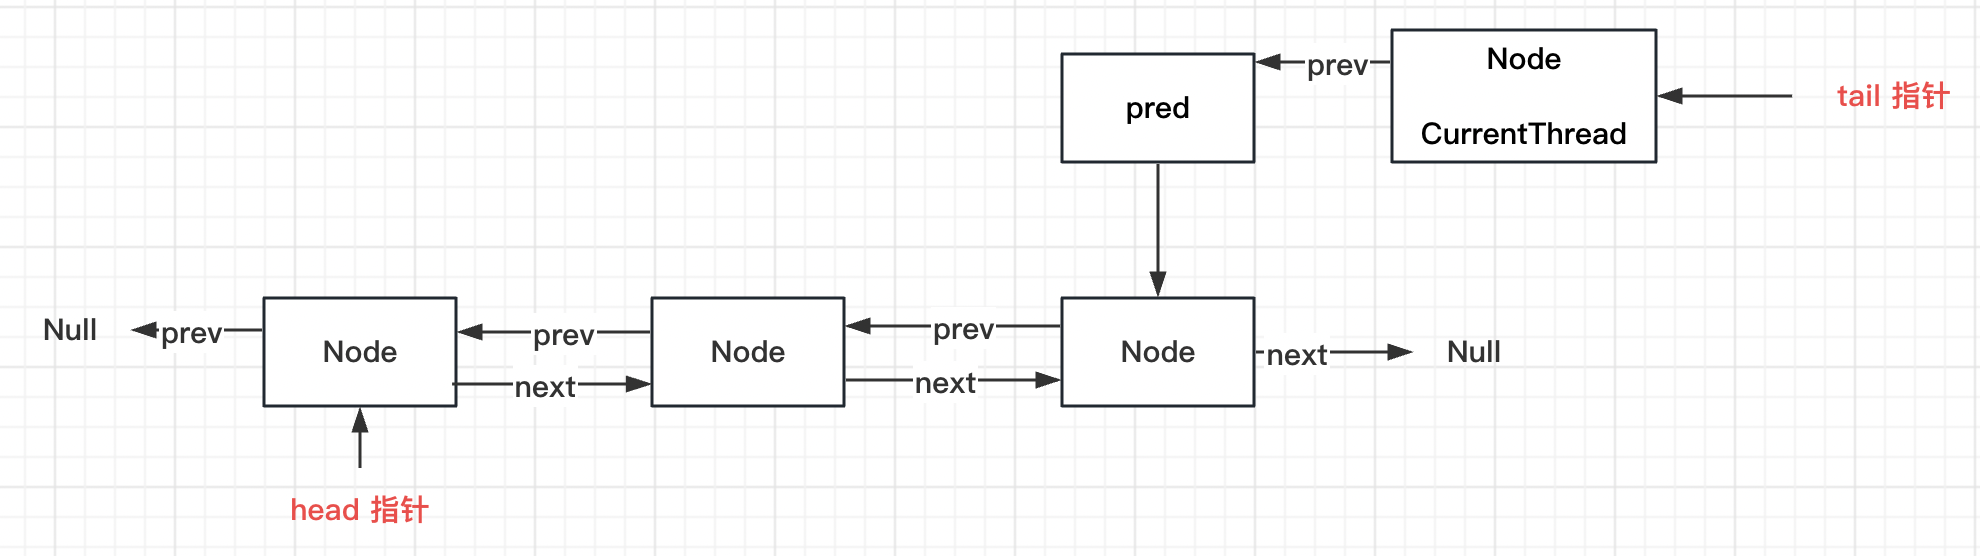 Node
CurrentThread
prev
pred
tail 指针
Null
prev
Node
prev
next
Node
prev
next
Node
next
Null
head 指针